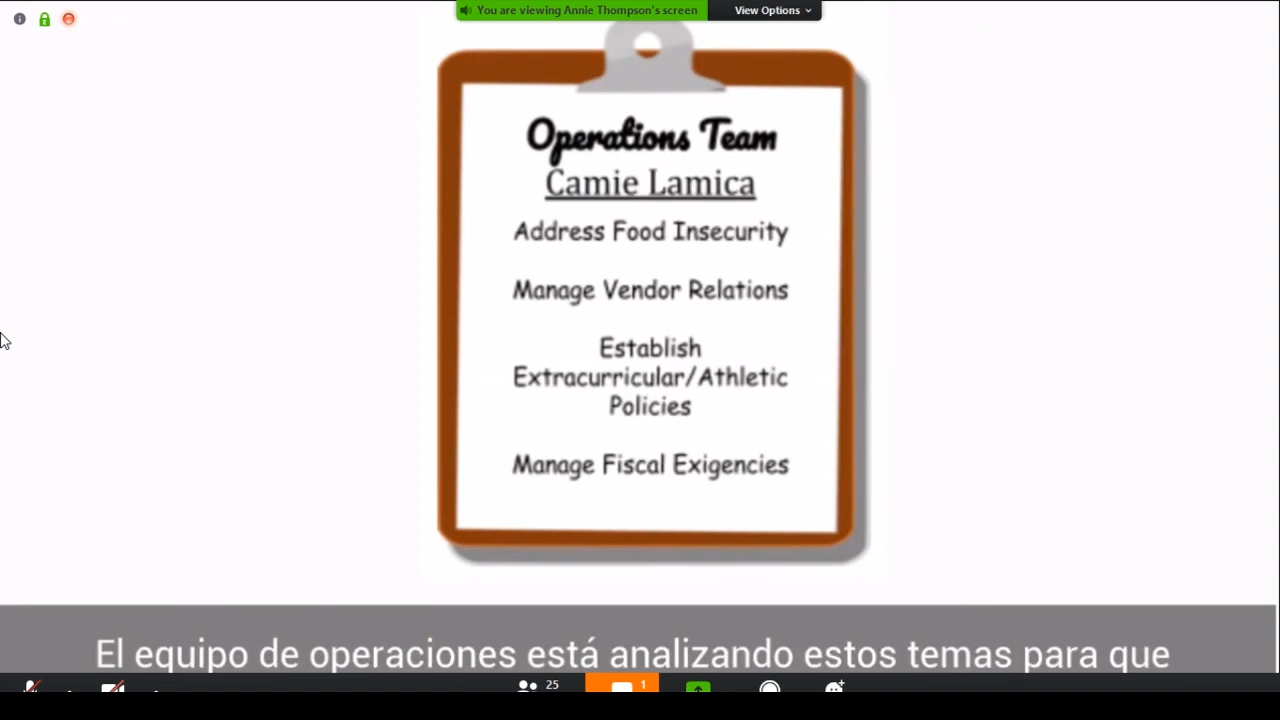 You are viewing Annie Thompson's screen View Options
Operations Team
Camie Lamica
Address Food Insecurity
Manage Vendor Relations
Establish
Extracurricular/Athletic
Policies
Manage Fiscal Exigencies
El equipo de operaciones está analizando estos temas para que
25 1